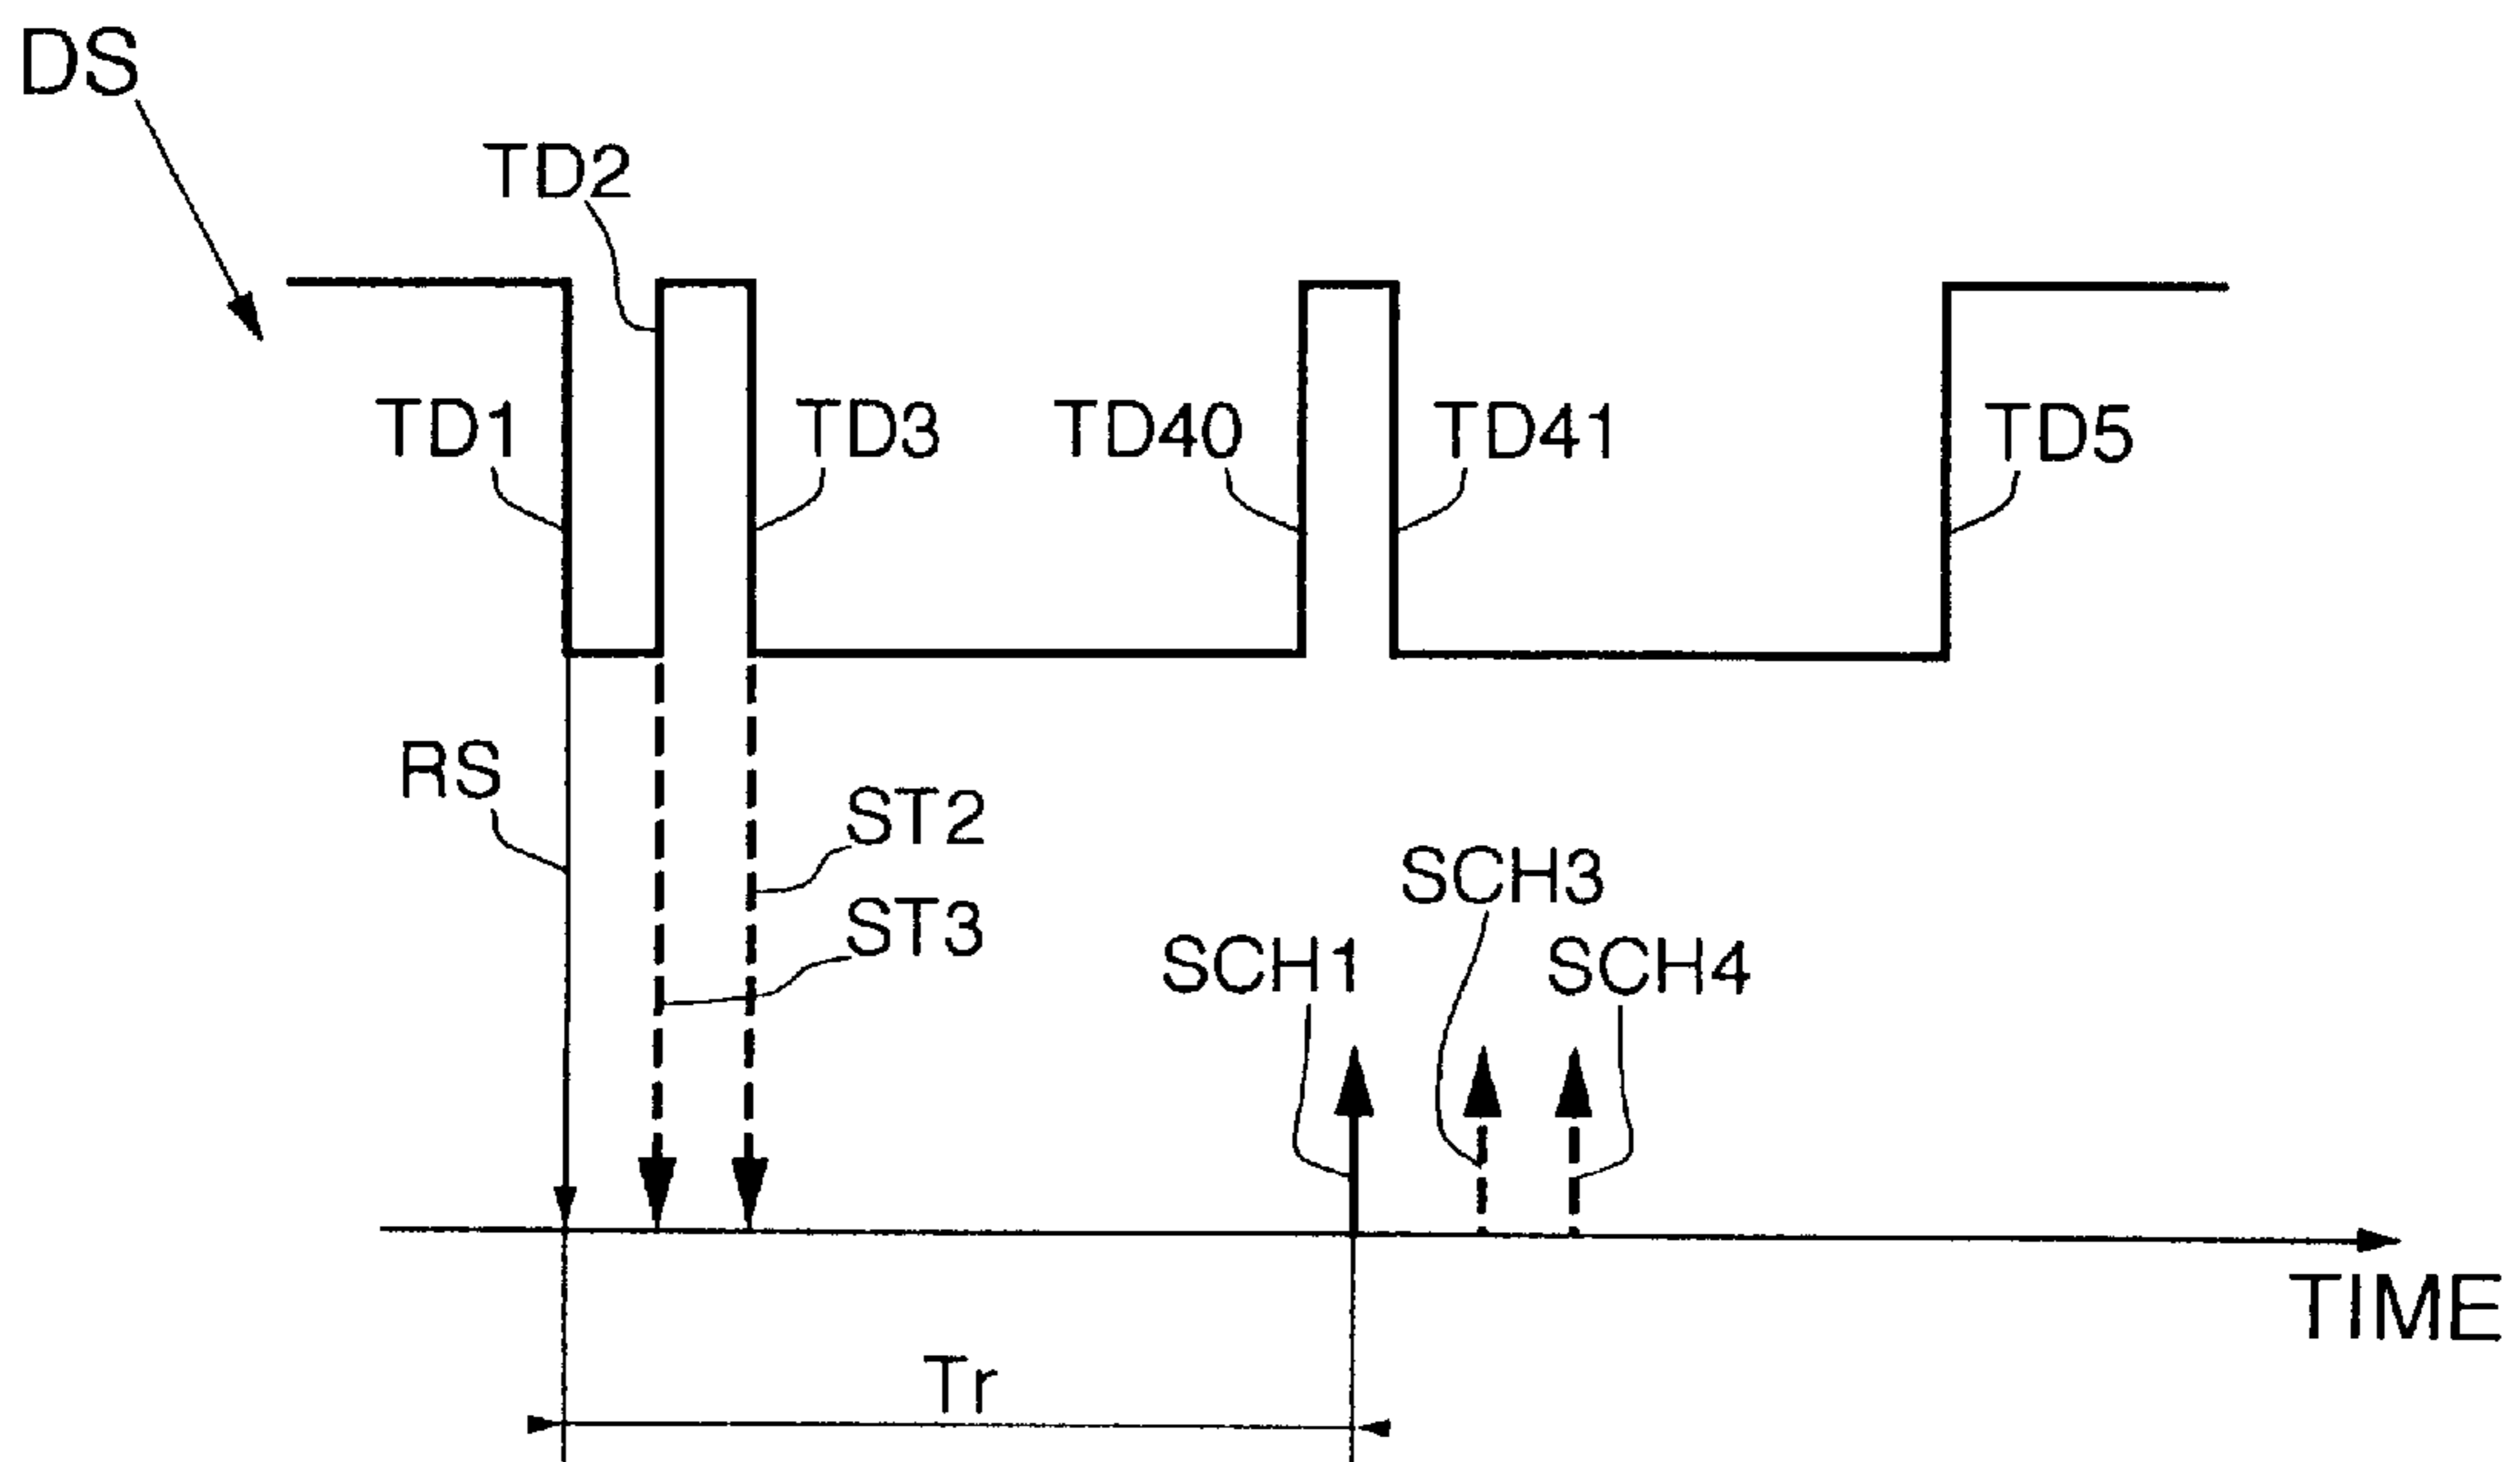 DS
TD2
TD1
TD3
TD40
TD41
TD5
RS
ST2
SCH3
ST3
SCH1
SCH4
TIME
Tr